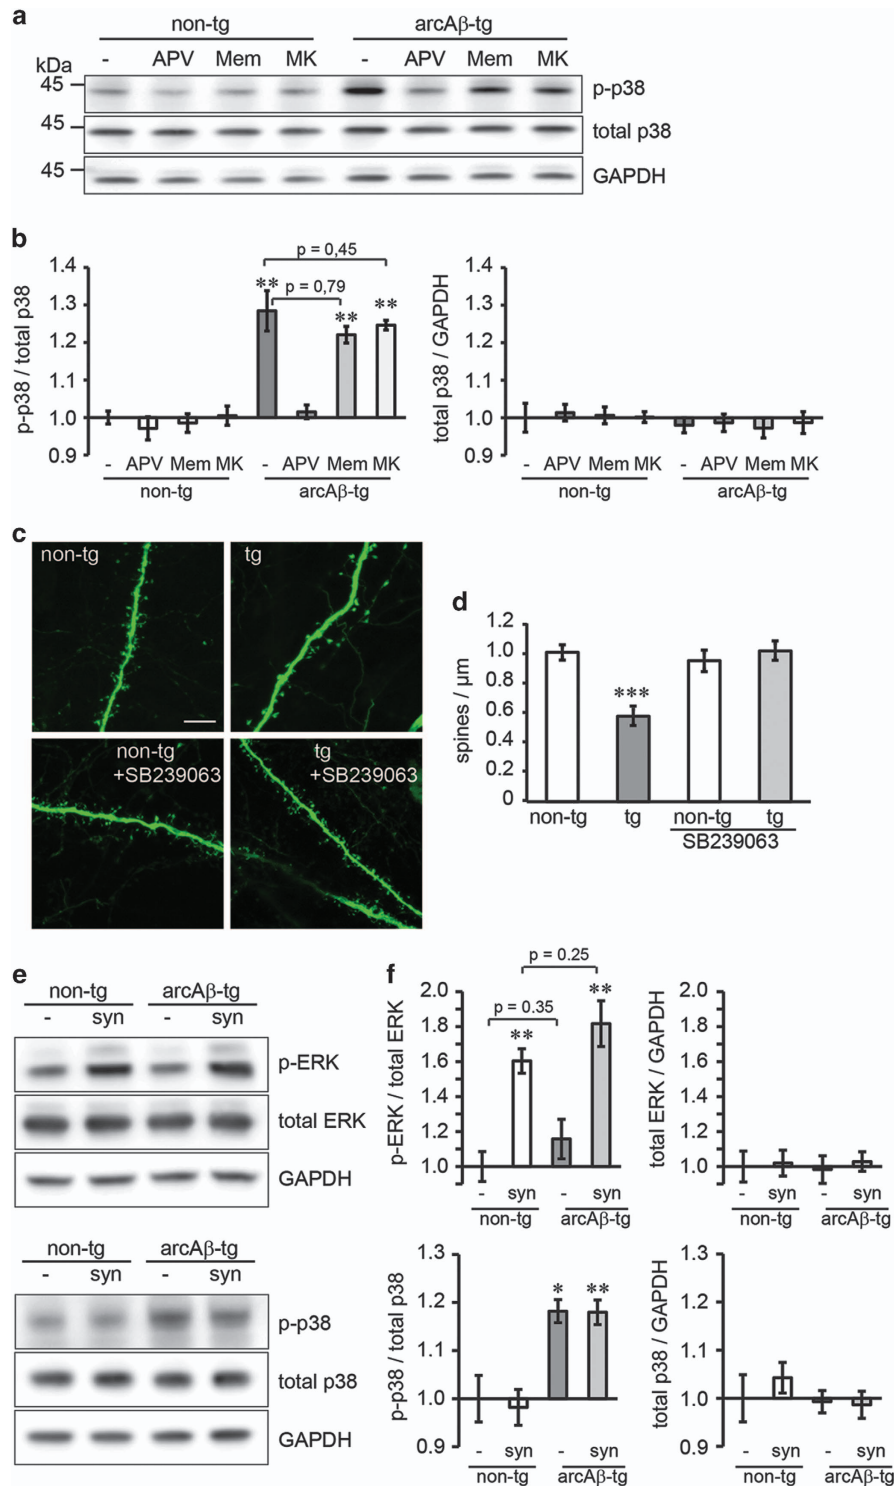 a
non-tg arcAβ-tg
- APV Mem MK - APV Mem MK
kDa
45 p-p38
45 total p38
45 GAPDH
b
p = 0,45
p = 0,79
** ** **
p-p38 / total p38
1.4
1.3
1.2
1.1
1.0
0.9
- APV Mem MK - APV Mem MK
non-tg arcAβ-tg
total p38 / GAPDH
1.4
1.3
1.2
1.1
1.0
0.9
- APV Mem MK - APV Mem MK
non-tg arcAβ-tg
c
non-tg tg
non-tg tg
+SB239063 +SB239063
d
spines / µm
1.2
1
0.8
0.6
0.4
0.2
0
***
non-tg tg non-tg tg
SB239063
e
non-tg arcAβ-tg
- syn - syn
p-ERK
total ERK
GAPDH
non-tg arcAβ-tg
- syn - syn
p-p38
total p38
GAPDH
f
p = 0.25
p = 0.35
** **
p-ERK / total ERK
2.0
1.8
1.6
1.4
1.2
1.0
- syn - syn
non-tg arcAβ-tg
total ERK / GAPDH
2.0
1.8
1.6
1.4
1.2
1.0
- syn - syn
non-tg arcAβ-tg
p-p38 / total p38
1.3
1.2
1.1
1.0
0.9
* **
- syn - syn
non-tg arcAβ-tg
total p38 / GAPDH
1.3
1.2
1.1
1.0
0.9
- syn - syn
non-tg arcAβ-tg